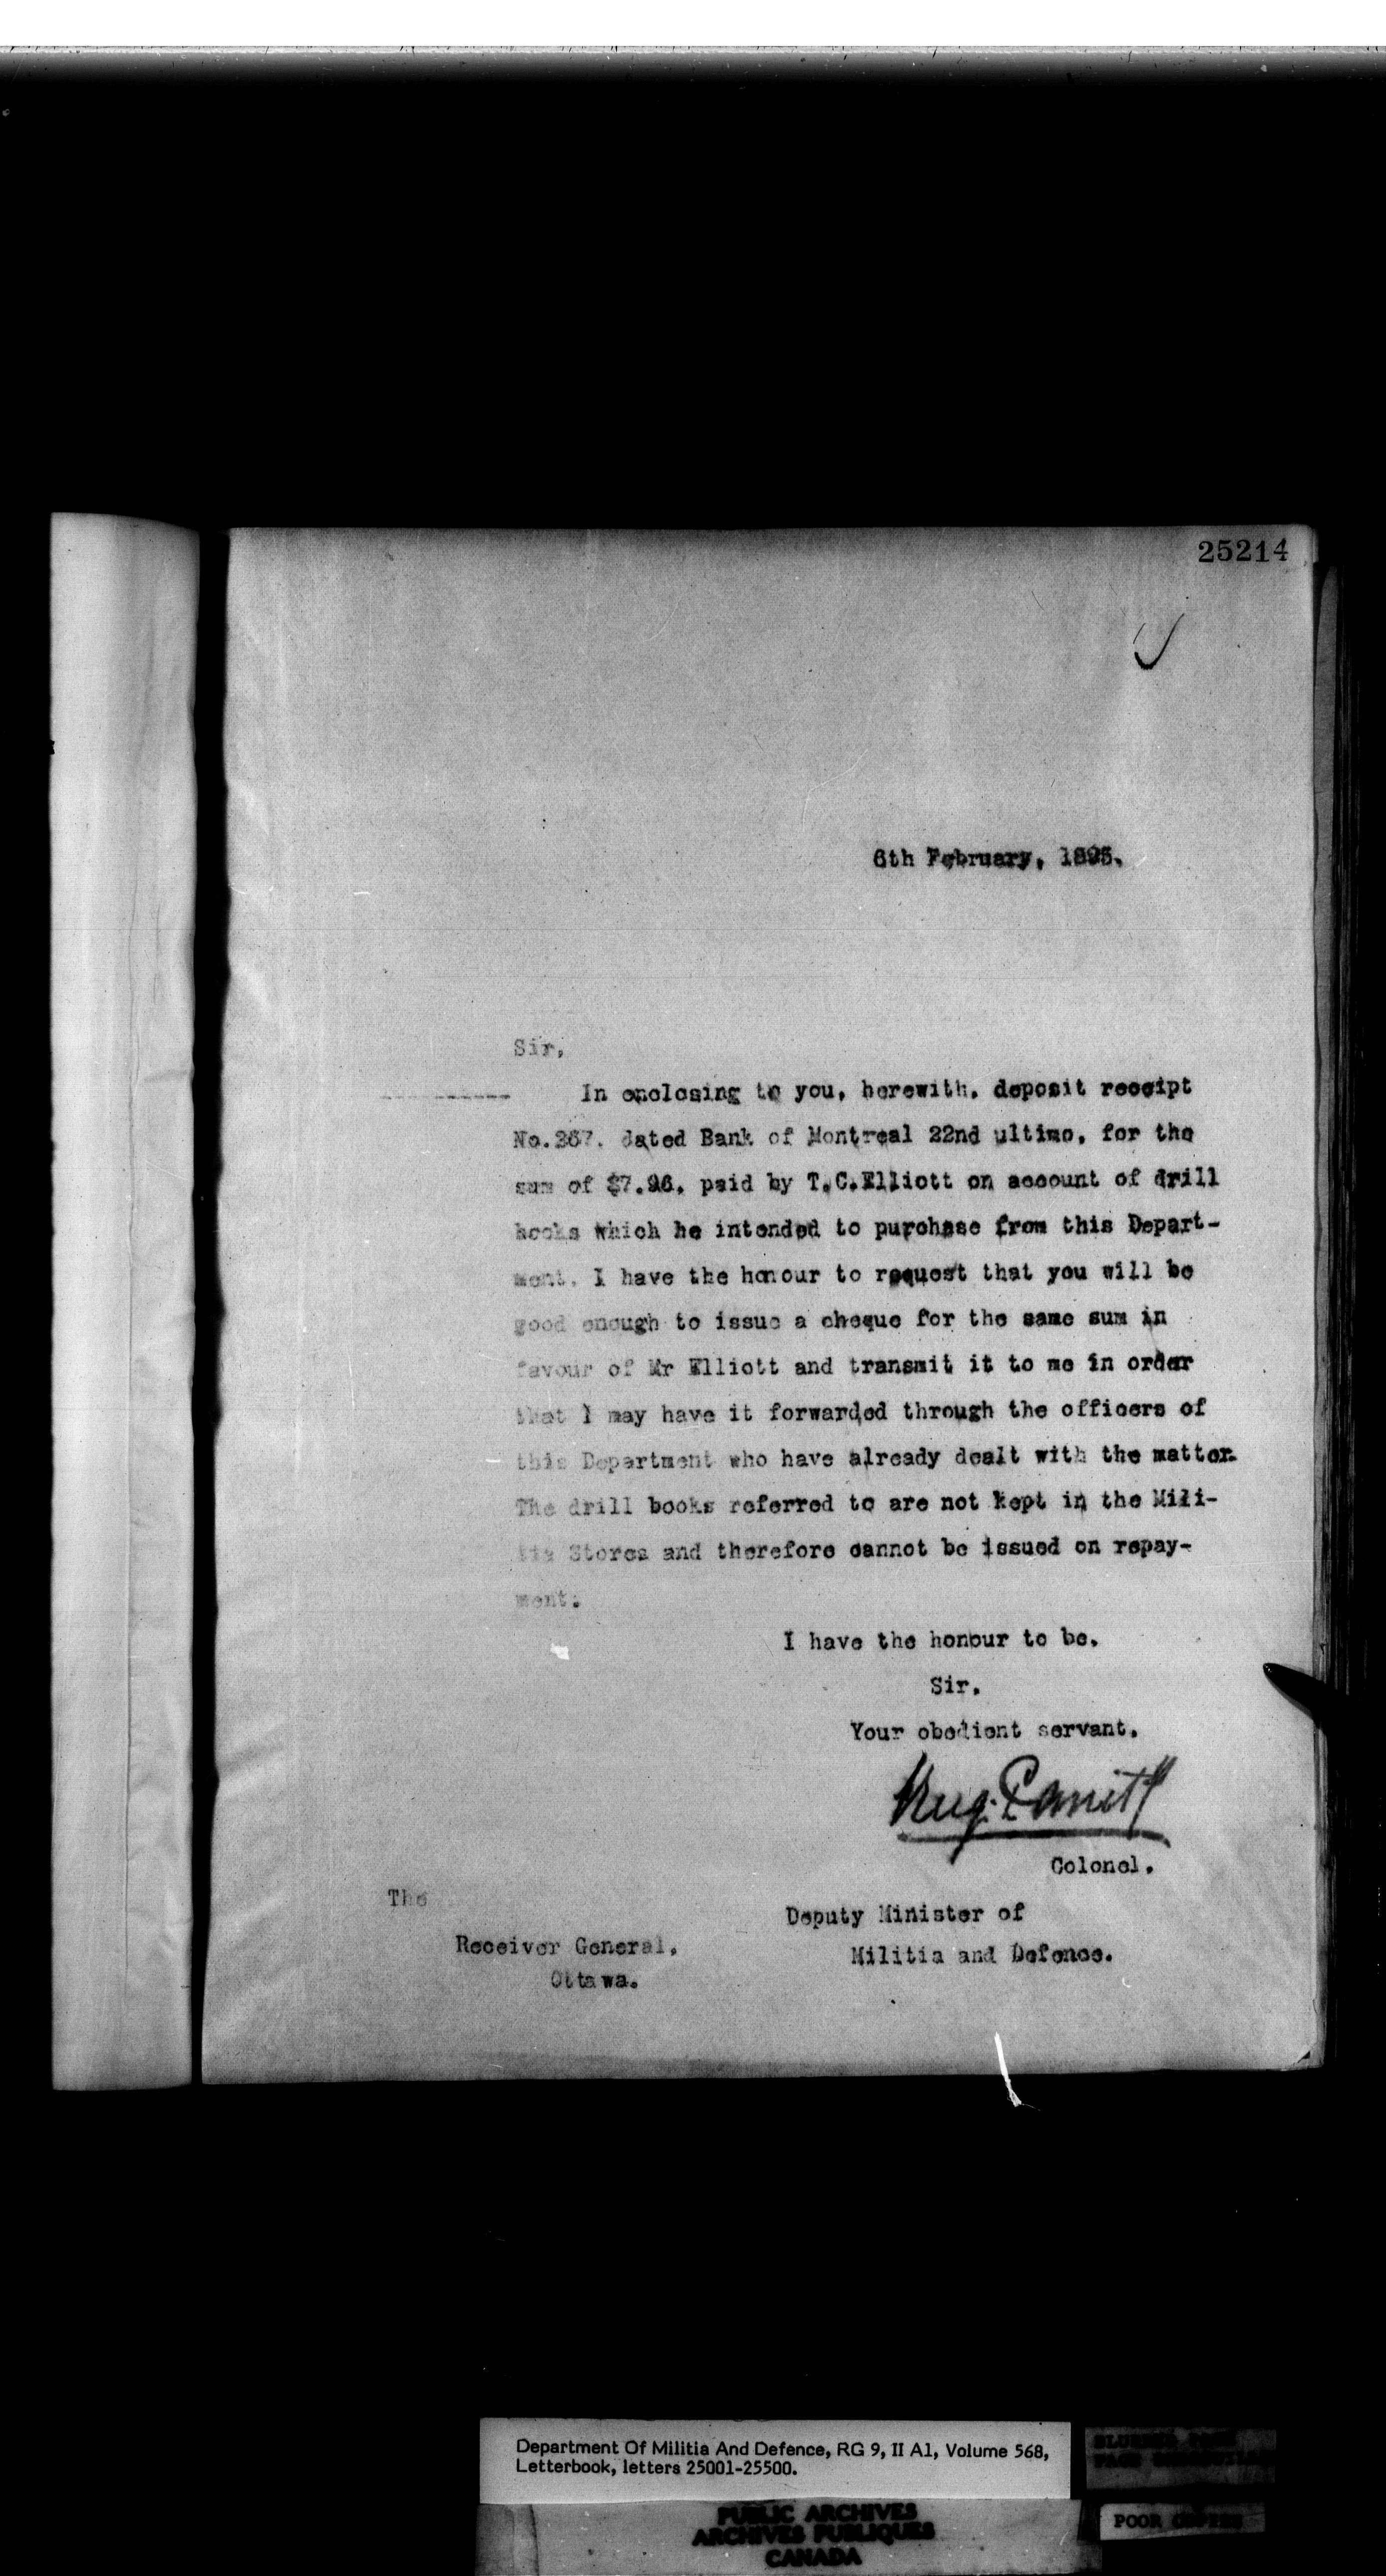 25214
6th February, 1895.
Sir,
In enclosing to you, herewith, deposit receipt
No.267, dated Bank of Montreal 22nd ultimo, for the
sum of $7.96, paid by T.C.Elliott on account of drill
books which he intended to purchase from this Depart-
ment, I have the honour to request that you will be
good enough to issue a cheque for the same sum in
favour of Mr Elliott and transmit it to me in order
that I may have it forwarded through the officers of
this Department who have already dealt with the matter.
The drill books referred to are not kept in the Mili-
tia Stores and therefore cannot be issued on repay-
ment.
I have the honour to be,
Sir,
Your obedient servant,
Colonel.
Deputy Minister of
Militia and Defence.
The
Receiver General,
Ottawa.
Department Of Militia And Defence, RG 9, II A1, Volume 568,
Letterbook, letters 25001-25500.
PUBLIC ARCHIVES
ARCHIVES PUBLIQUES
CANADA
POOR